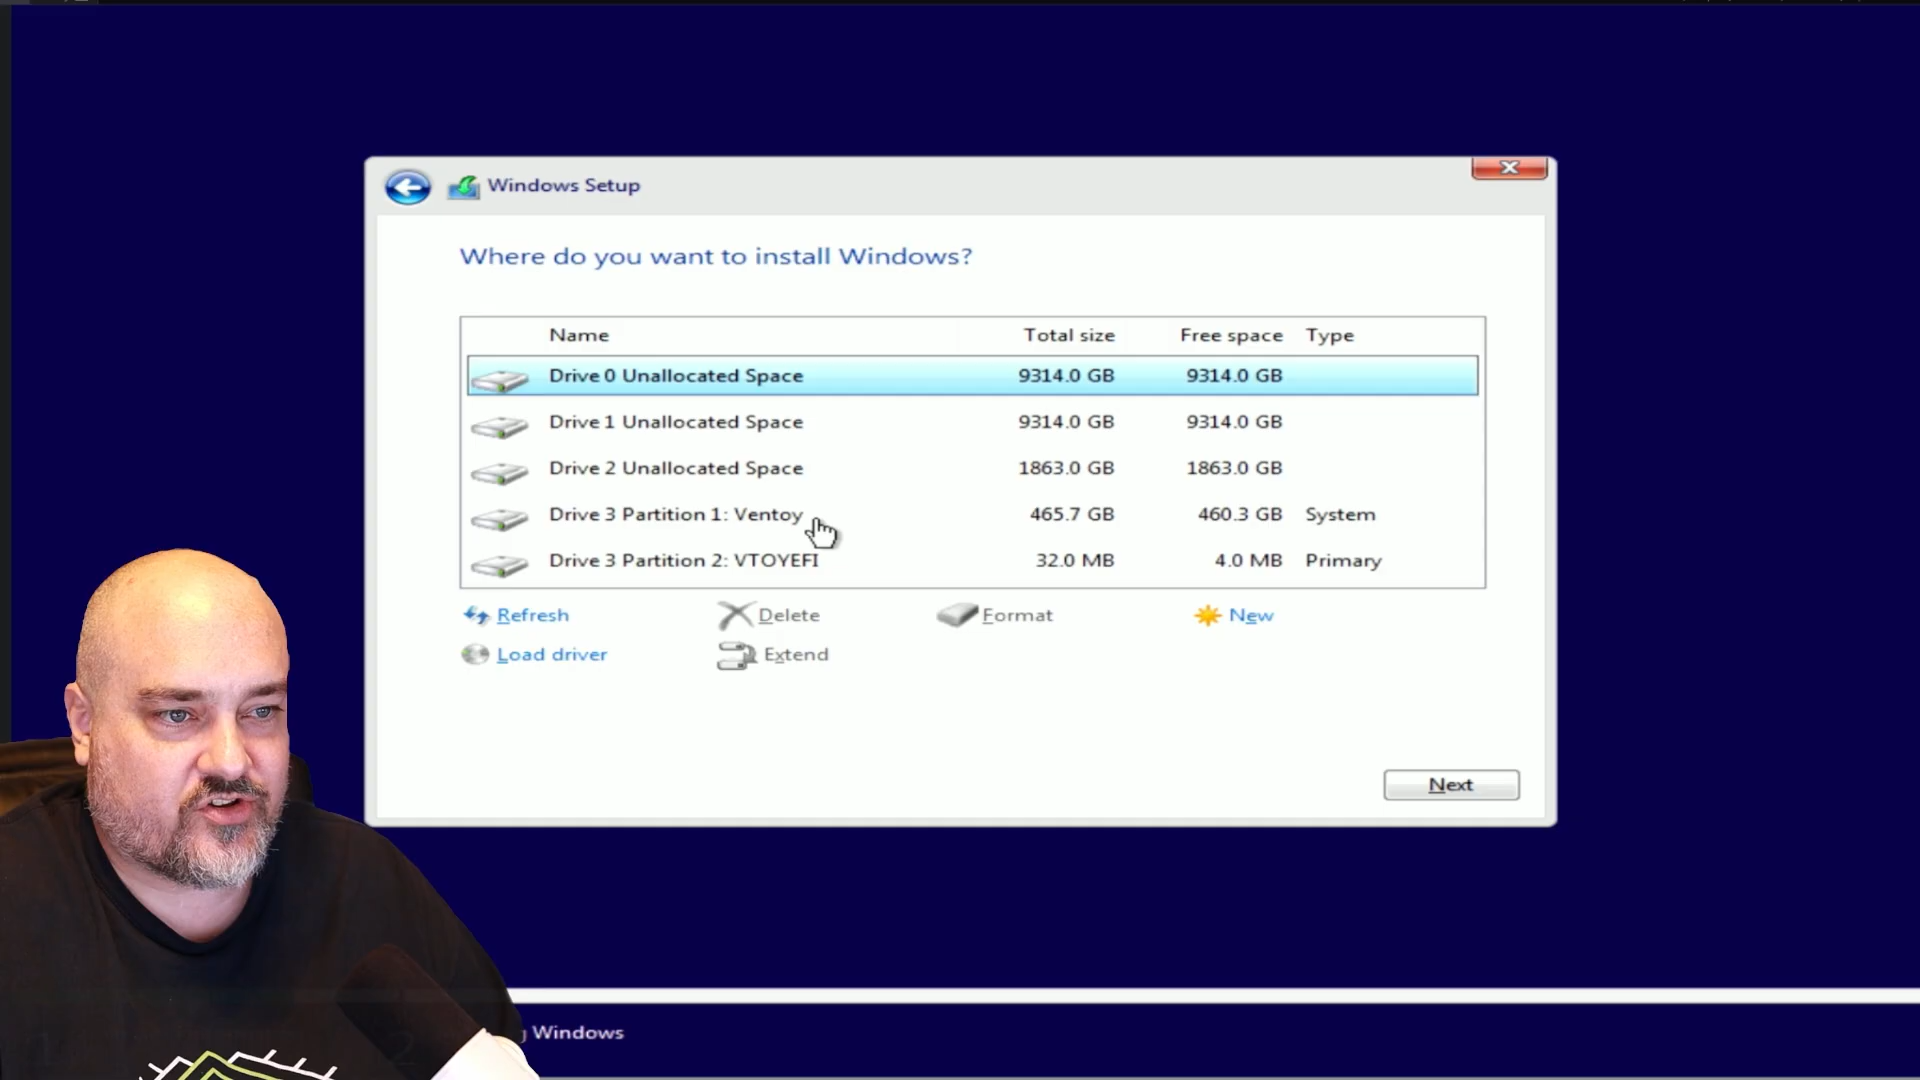 Windows Setup
Where do you want to install Windows?
Name Total size Free space Type
Drive 0 Unallocated Space 9314.0 GB 9314.0 GB
Drive 1 Unallocated Space 9314.0 GB 9314.0 GB
Drive 2 Unallocated Space 1863.0 GB 1863.0 GB
Drive 3 Partition 1: Ventoy 465.7 GB 460.3 GB System
Drive 3 Partition 2: VTOYEFI 32.0 MB 4.0 MB Primary
Refresh Delete Format New
Load driver Extend
Next
Windows